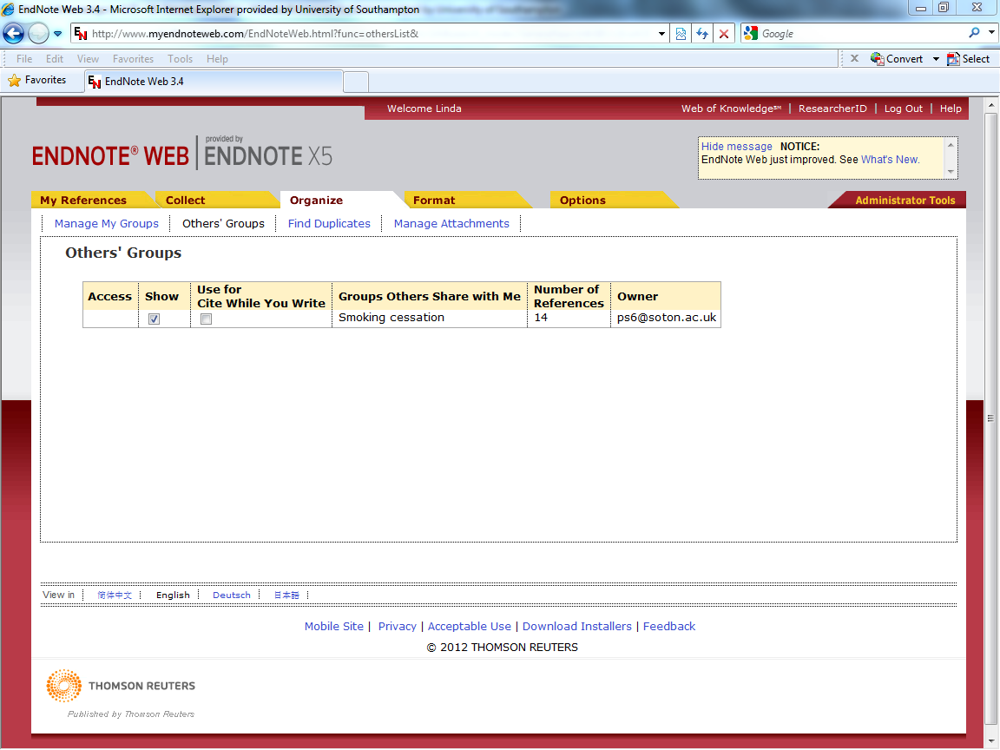 EndNote Web 3.4 - Microsoft Internet Explorer provided by University of Southampton
http://www.myendnoteweb.com/EndNoteWeb.html?func=othersList&
Google
File Edit View Favorites Tools Help
Convert Select
Favorites EndNote Web 3.4
Welcome Linda Web of Knowledge℠ | ResearcherID | Log Out | Help
ENDNOTE® WEB provided by ENDNOTE X5
Hide message NOTICE:
EndNote Web just improved. See What's New.
My References Collect Organize Format Options Administrator Tools
Manage My Groups Others' Groups Find Duplicates Manage Attachments
Others' Groups
Access Show Use for Cite While You Write Groups Others Share with Me Number of References Owner
Smoking cessation 14 ps6@soton.ac.uk
View in 简体中文 English Deutsch 日本語
Mobile Site | Privacy | Acceptable Use | Download Installers | Feedback
© 2012 THOMSON REUTERS
THOMSON REUTERS
Published by Thomson Reuters